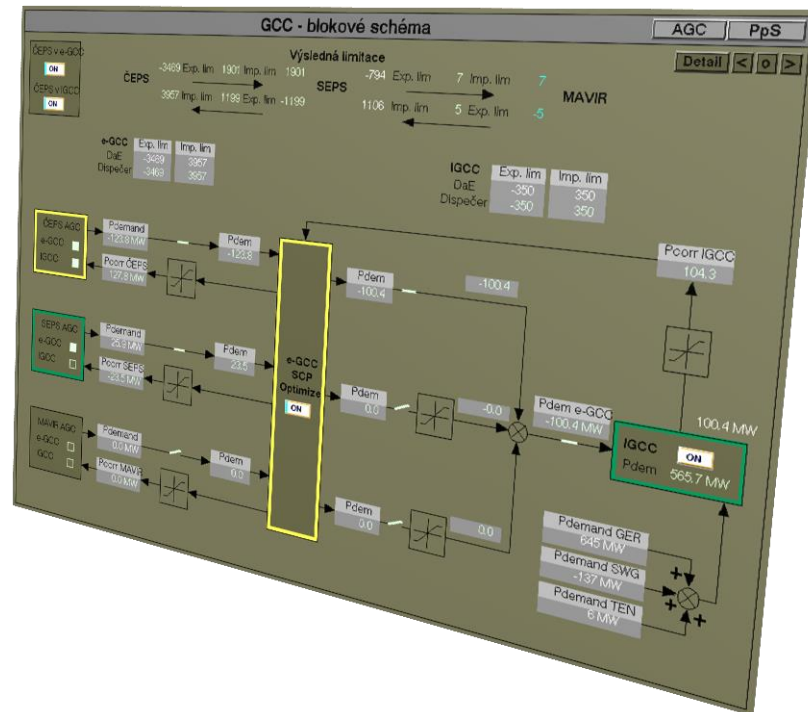 GCC - blokové schéma
AGC
PpS
Detail
<
o
>
ČEPS v e-GCC
ON
ČEPS v IGCC
ON
Výsledná limitace
ČEPS
-3469 Exp. lim 1901 Imp. lim 1901
3957 Imp. lim 1199 Exp. lim -1199
SEPS
-794 Exp. lim 7 Imp. lim 7
1106 Imp. lim 5 Exp. lim -5
MAVIR
e-GCC Exp. lim Imp. lim
DaE -3469 3957
Dispečer -3469 3957
IGCC Exp. lim Imp. lim
DaE -350 350
Dispečer -350 350
ČEPS AGC
e-GCC
IGCC
Pdemand
-123.8 MW
Pcorr ČEPS
127.8 MW
Pdem
-123.8
SEPS AGC
e-GCC
IGCC
Pdemand
Pcorr SEPS
-23.5 MW
Pdem
23.5
MAVIR AGC
e-GCC
GCC
Pdemand
0.0 MW
Pcorr MAVIR
0.0 MW
Pdem
0.0
e-GCC
SCP
Optimize
ON
Pdem
-100.4
-100.4
Pdem
0.0
-0.0
Pdem
0.0
0.0
Pdem e-GCC
-100.4 MW
Pcorr IGCC
104.3
100.4 MW
IGCC
ON
Pdem 565.7 MW
Pdemand GER
645 MW
Pdemand SWG
-137 MW
Pdemand TEN
6 MW
+
+
+